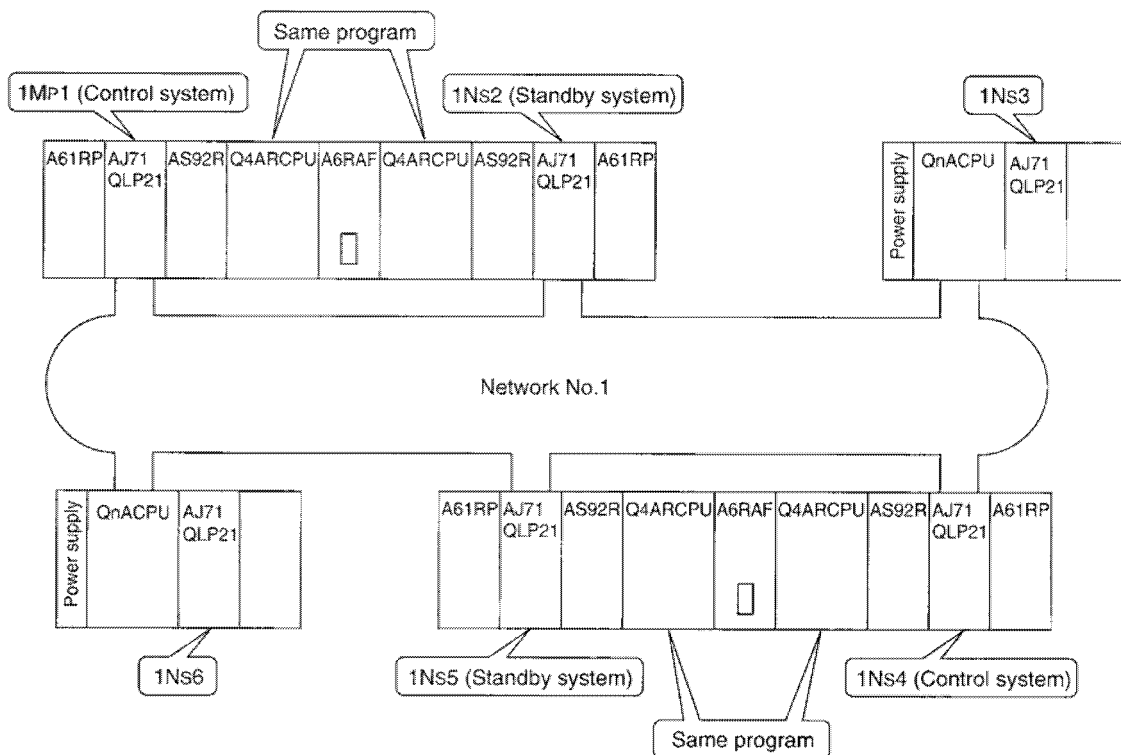 Same program
1MP1 (Control system)
1NS2 (Standby system)
1NS3
A61RP AJ71 QLP21 AS92R Q4ARCPU A6RAF Q4ARCPU AS92R AJ71 QLP21 A61RP
Power supply QnACPU AJ71 QLP21
Network No.1
Power supply QnACPU AJ71 QLP21
A61RP AJ71 QLP21 AS92R Q4ARCPU A6RAF Q4ARCPU AS92R AJ71 QLP21 A61RP
1NS6
1NS5 (Standby system)
1NS4 (Control system)
Same program